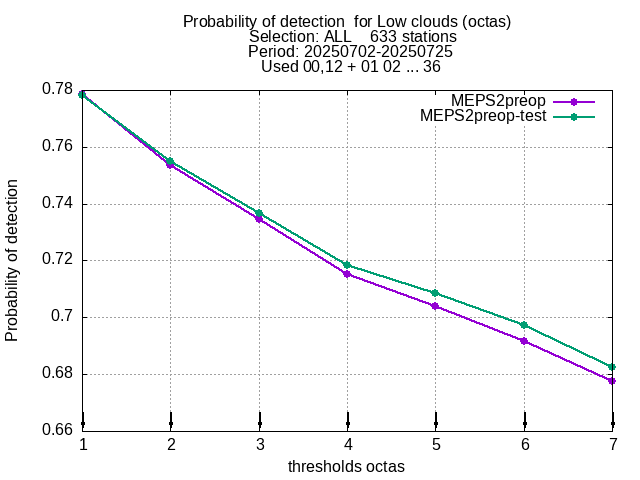 Probability of detection  for Low clouds (octas)
Selection: ALL    633 stations
Period: 20250702-20250725
Used 00,12 + 01 02 ... 36
MEPS2preop
MEPS2preop-test
0.78
0.76
0.74
0.72
0.7
0.68
0.66
Probability of detection
1 2 3 4 5 6 7
thresholds octas